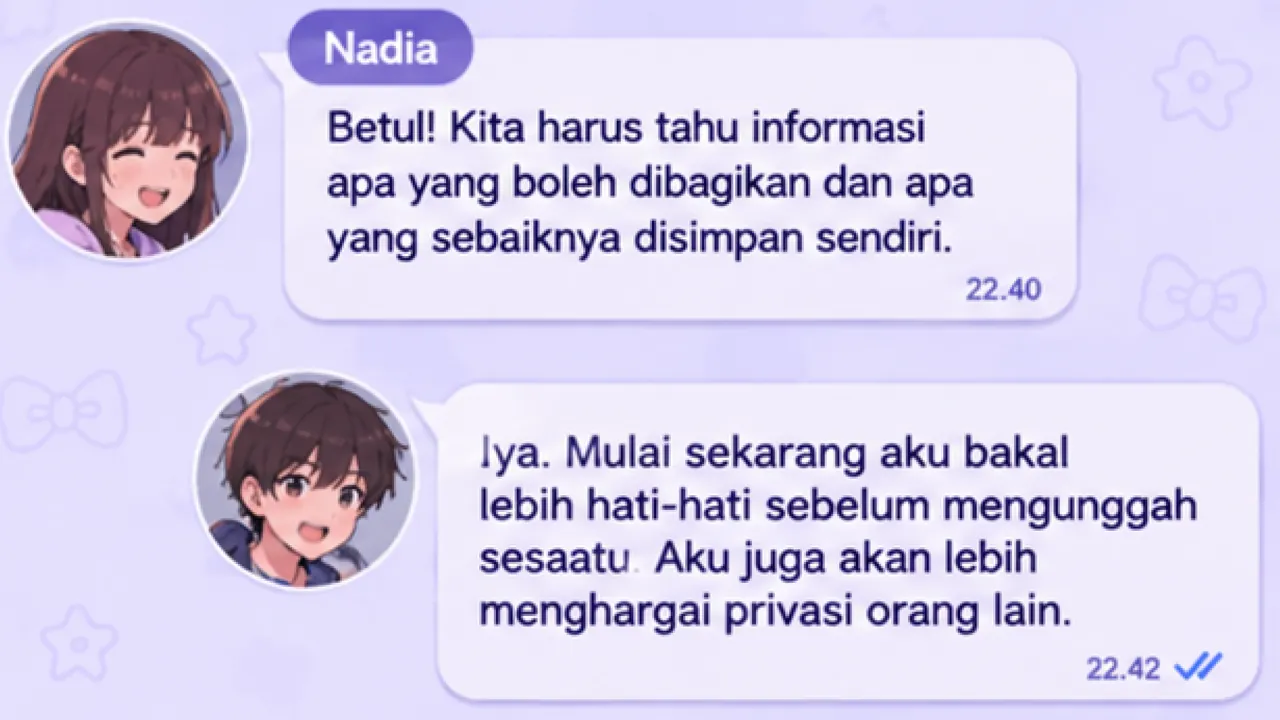 Nadia
Betul! Kita harus tahu informasi
apa yang boleh dibagikan dan apa
yang sebaiknya disimpan sendiri.
22.40
Iya. Mulai sekarang aku bakal
lebih hati-hati sebelum mengunggah
sesaatu. Aku juga akan lebih
menghargai privasi orang lain.
22.42